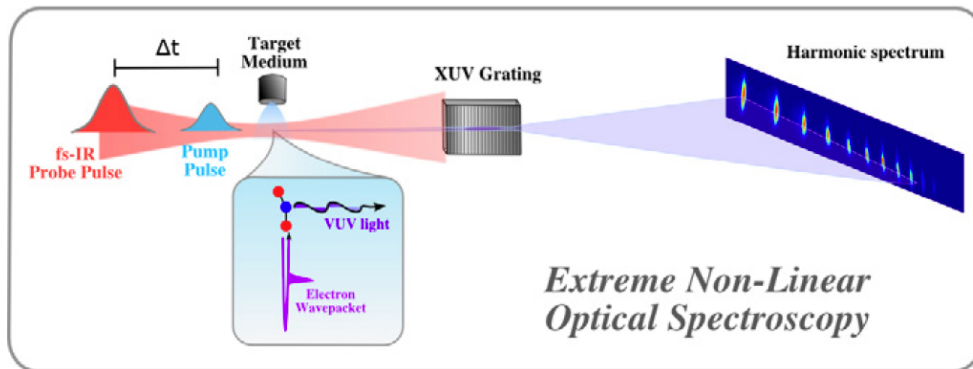 Δt
Target
Medium
XUV Grating
Harmonic spectrum
fs-IR
Probe Pulse
Pump
Pulse
VUV light
Electron
Wavepacket
Extreme Non-Linear
Optical Spectroscopy